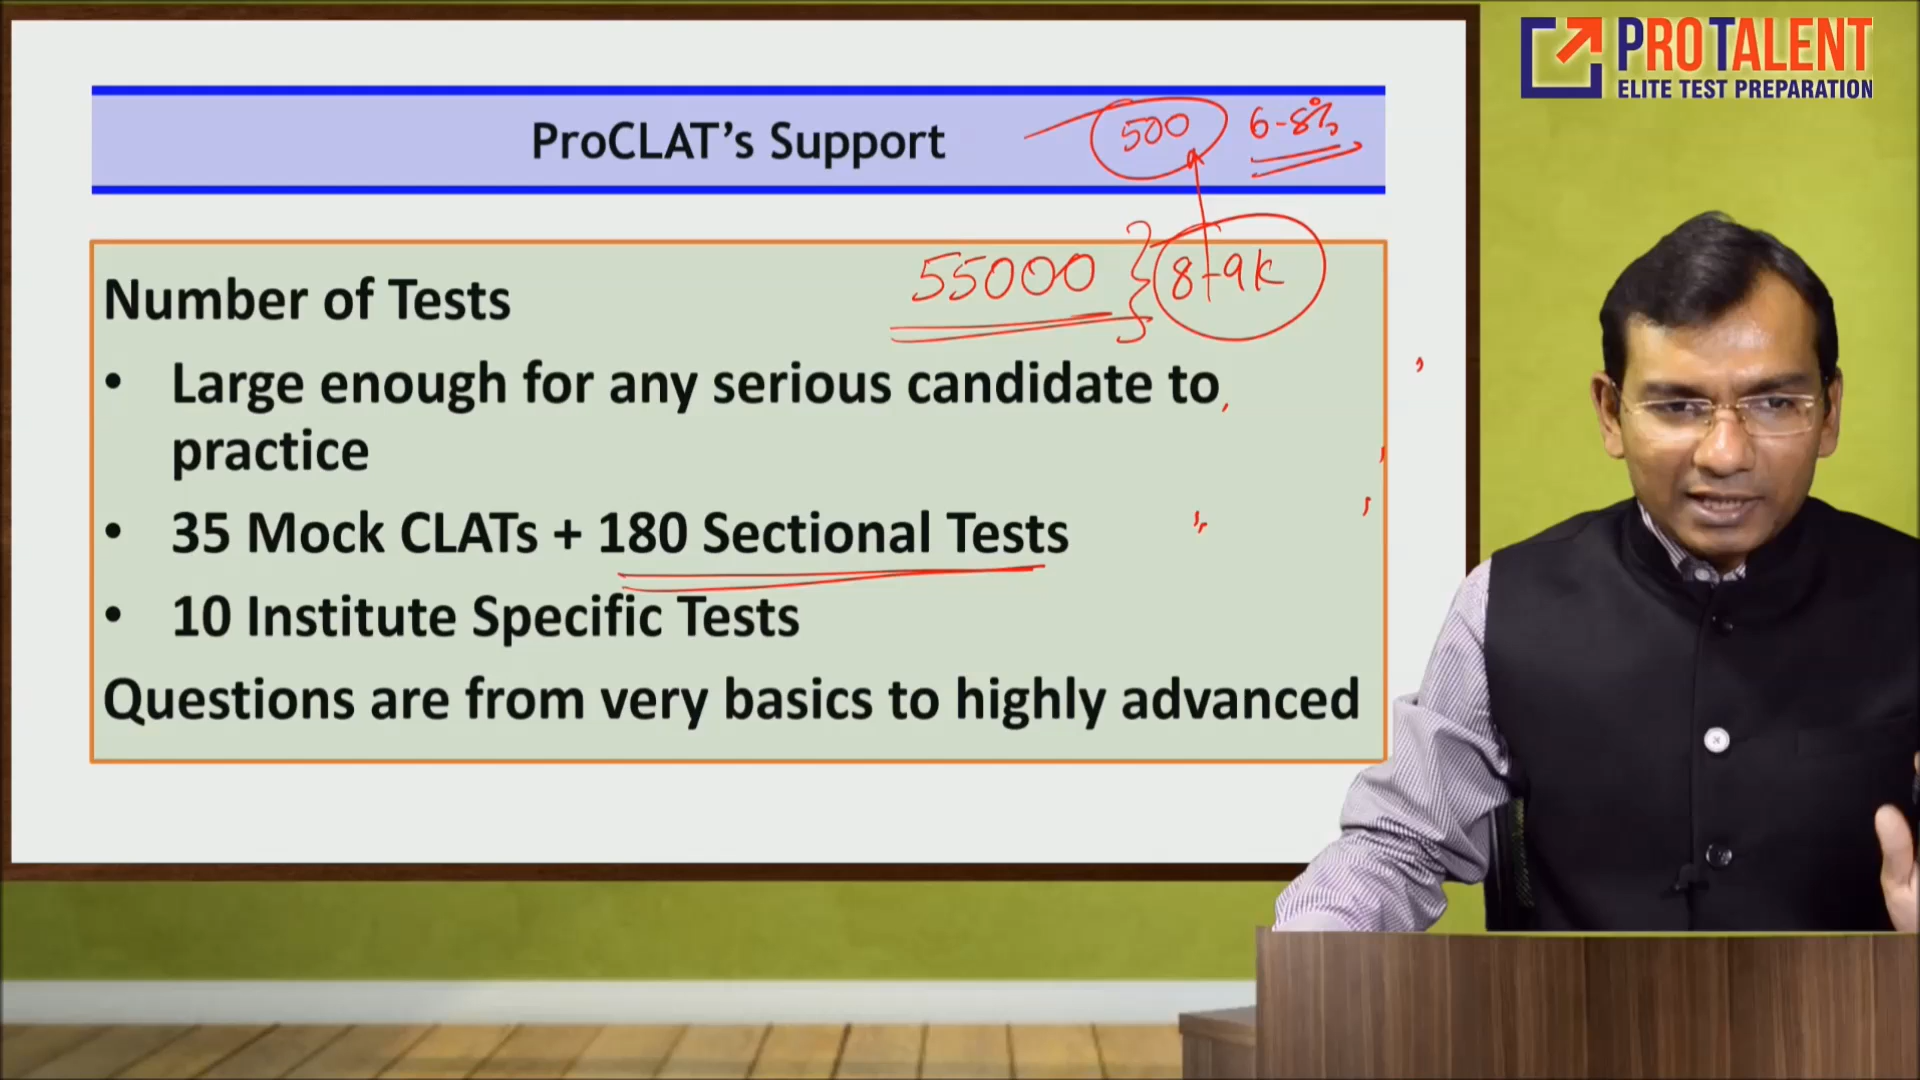 PROTALENT
ELITE TEST PREPARATION
ProCLAT's Support
500 6-8%
55000 } 8-9k
Number of Tests
• Large enough for any serious candidate to
practice
• 35 Mock CLATs + 180 Sectional Tests
• 10 Institute Specific Tests
Questions are from very basics to highly advanced